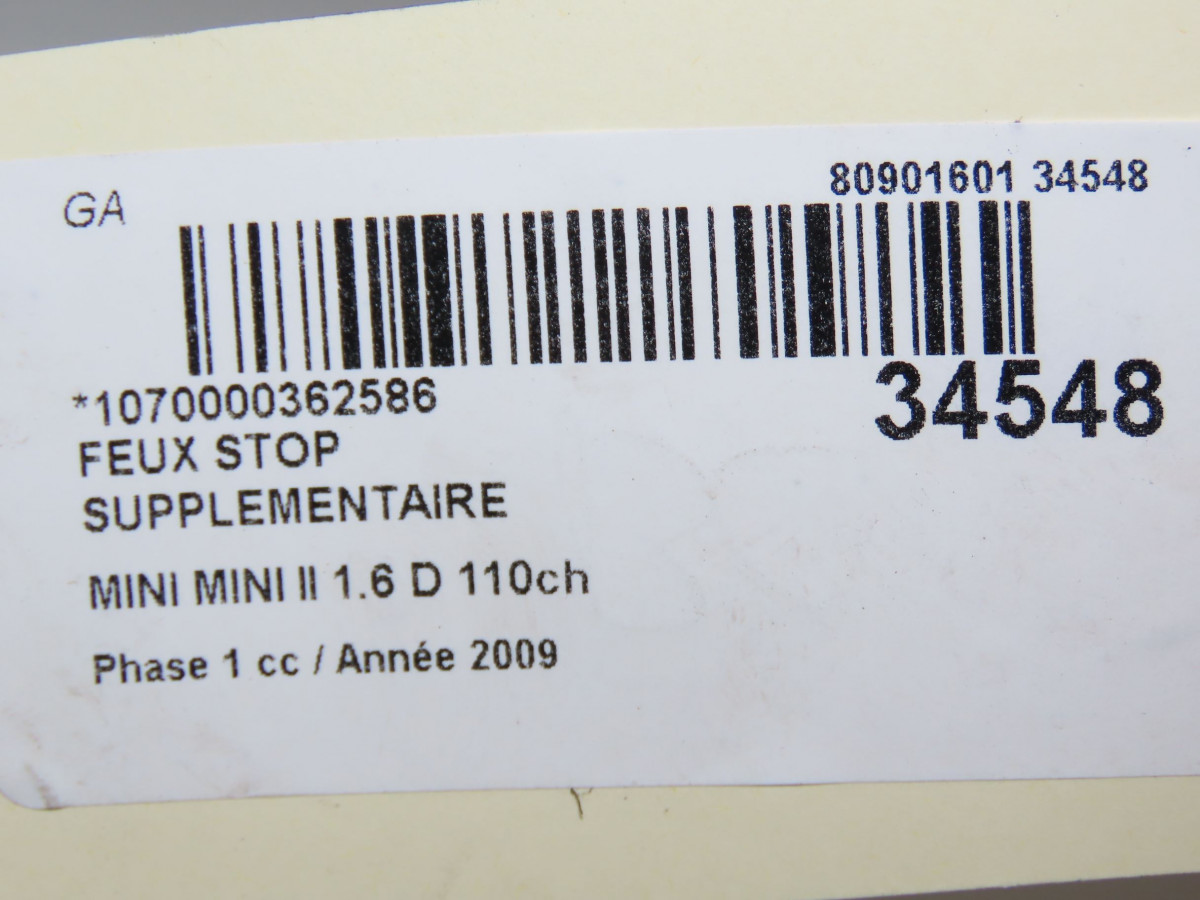 GA
80901601 34548
*1070000362586
34548
FEUX STOP
SUPPLEMENTAIRE
MINI MINI II 1.6 D 110ch
Phase 1 cc / Année 2009